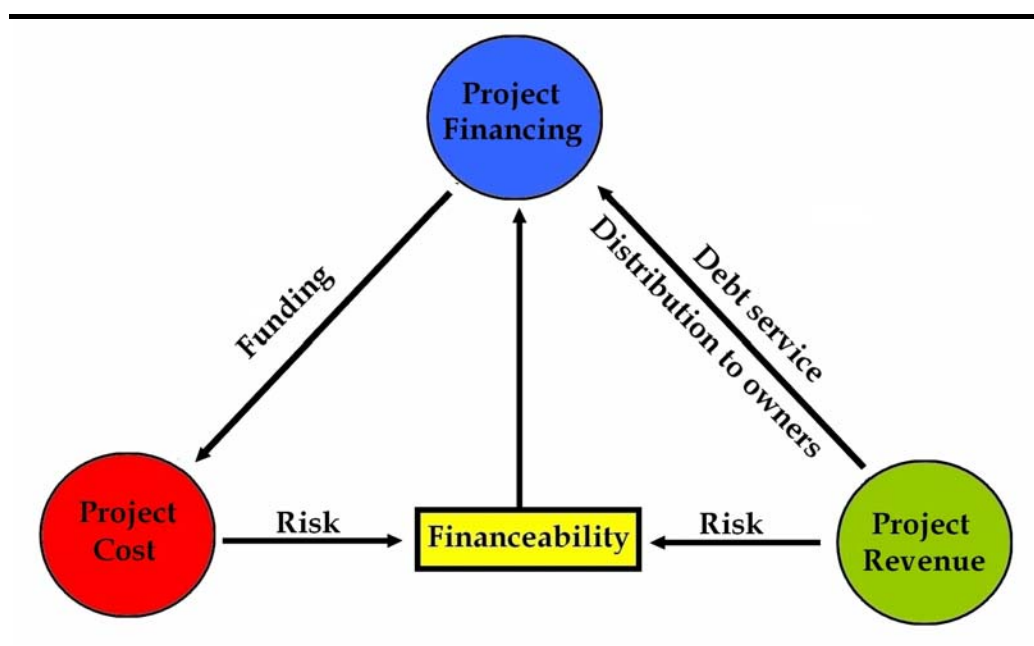 Project
Financing
Funding
Debt service
Distribution to owners
Project
Cost
Risk
Financeability
Risk
Project
Revenue